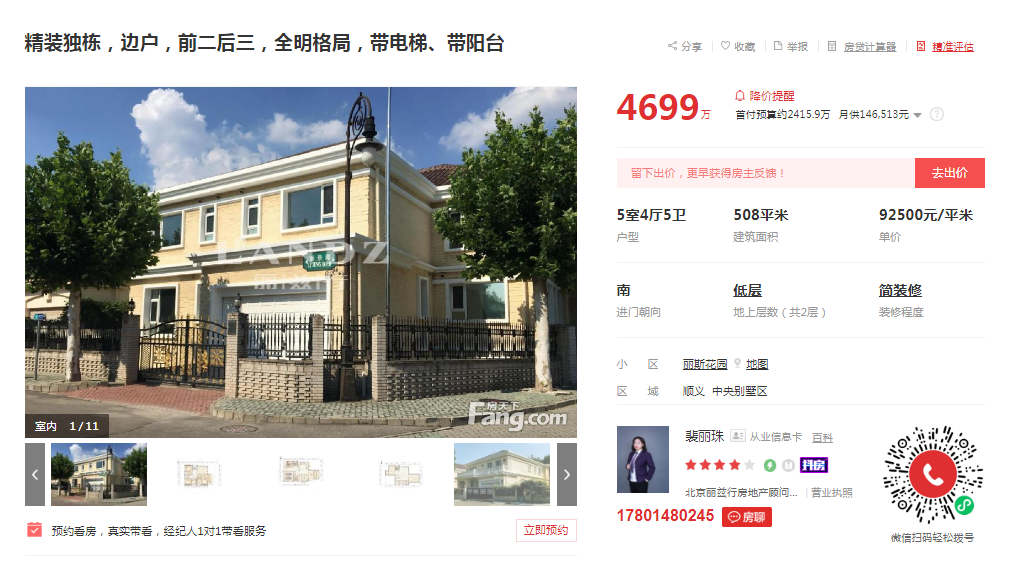 精装独栋，边户，前二后三，全明格局，带电梯、带阳台
分享 收藏 举报 房贷计算器 精准评估
4699万
降价提醒
首付预算约2415.9万 月供146,513元
留下出价，更早获得房主反馈！ 去出价
5室4厅5卫 508平米 92500元/平米
户型 建筑面积 单价
南 低层 简装修
进门朝向 地上层数（共2层） 装修程度
小区 丽斯花园 地图
区域 顺义 中央别墅区
LANDZ
房天下
Fang.com
室内 1/11
预约看房，真实带看，经纪人1对1带看服务 立即预约
裴丽珠 从业信息卡 百科
抖房
北京丽兹行房地产顾问... 营业执照
17801480245 房聊
微信扫码轻松拨号